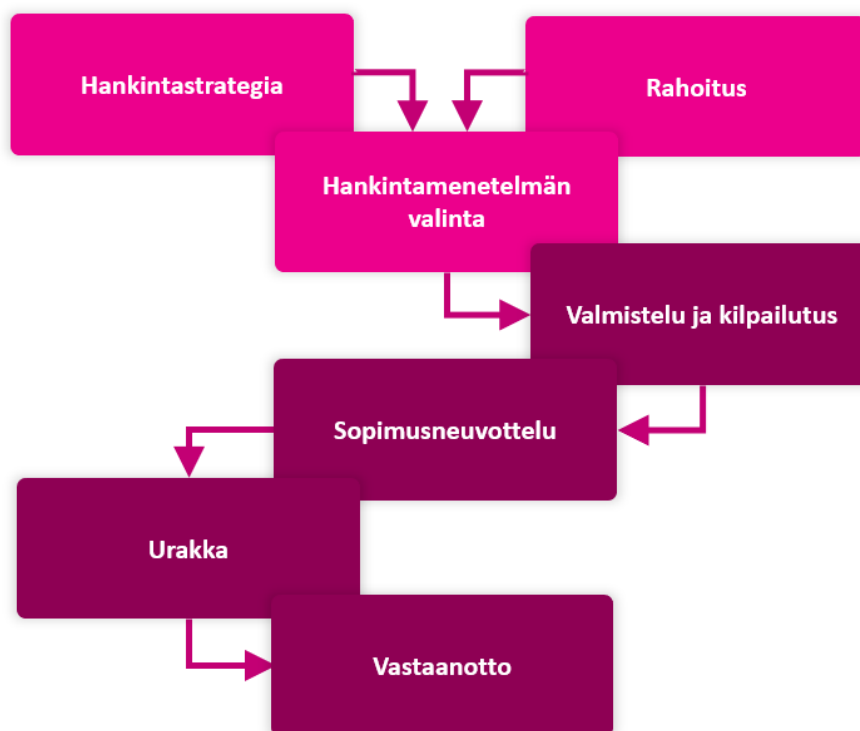 Hankintastrategia
Rahoitus
Hankintamenetelmän
valinta
Valmistelu ja kilpailutus
Sopimusneuvottelu
Urakka
Vastaanotto